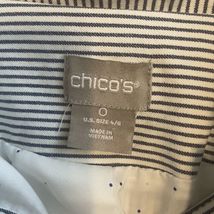 chico's®
0
U.S. SIZE 4/6
MADE IN
VIETNAM